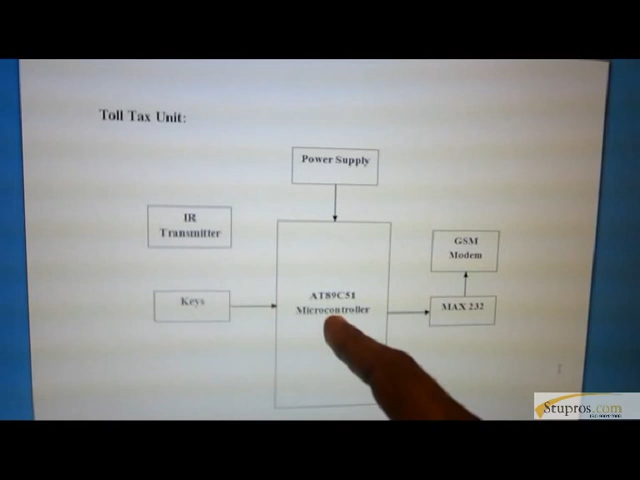 Toll Tax Unit:
Power Supply
IR
Transmitter
GSM
Modem
Keys
AT89C51
Microcontroller
MAX 232
Stupros.com